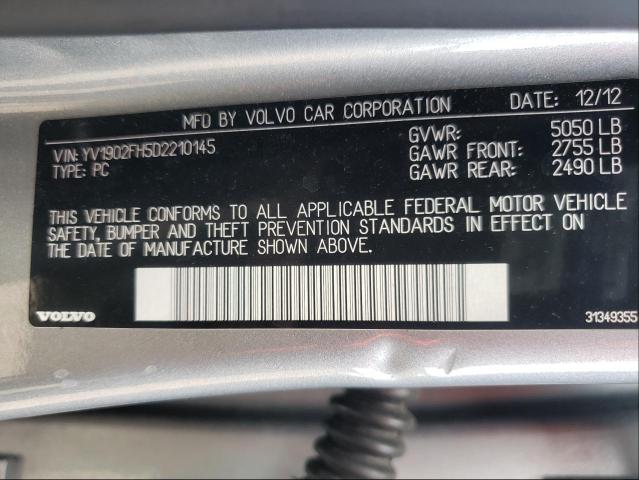 MFD BY VOLVO CAR CORPORATION DATE: 12/12
VIN: YV1902FH5D2210145 GVWR: 5050 LB
TYPE: PC GAWR FRONT: 2755 LB
GAWR REAR: 2490 LB
THIS VEHICLE CONFORMS TO ALL APPLICABLE FEDERAL MOTOR VEHICLE
SAFETY, BUMPER AND THEFT PREVENTION STANDARDS IN EFFECT ON
THE DATE OF MANUFACTURE SHOWN ABOVE.
VOLVO 31349355